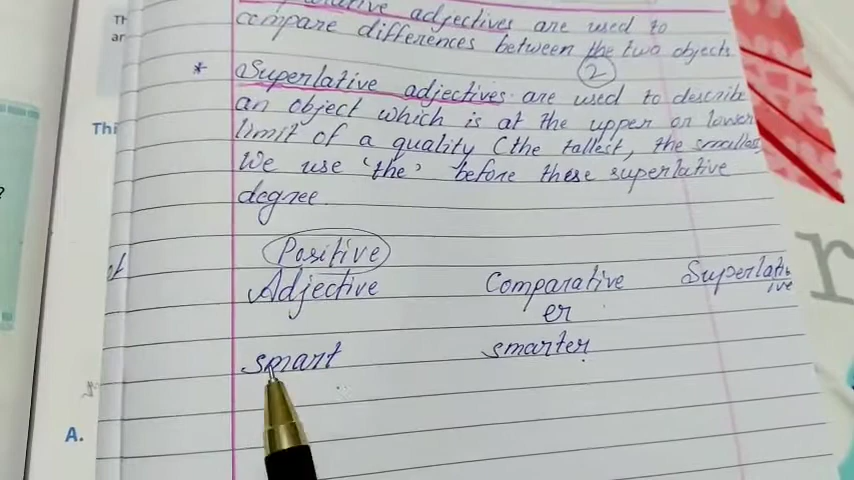 adjectives are used to
compare differences between the two objects.
2
* Superlative adjectives are used to describe
an object which is at the upper or lower
limit of a quality (the tallest, the smallest
We use 'the' before these superlative
degree.
Positive
Adjective Comparative Superlative
er
smart smarter
Thi
A.